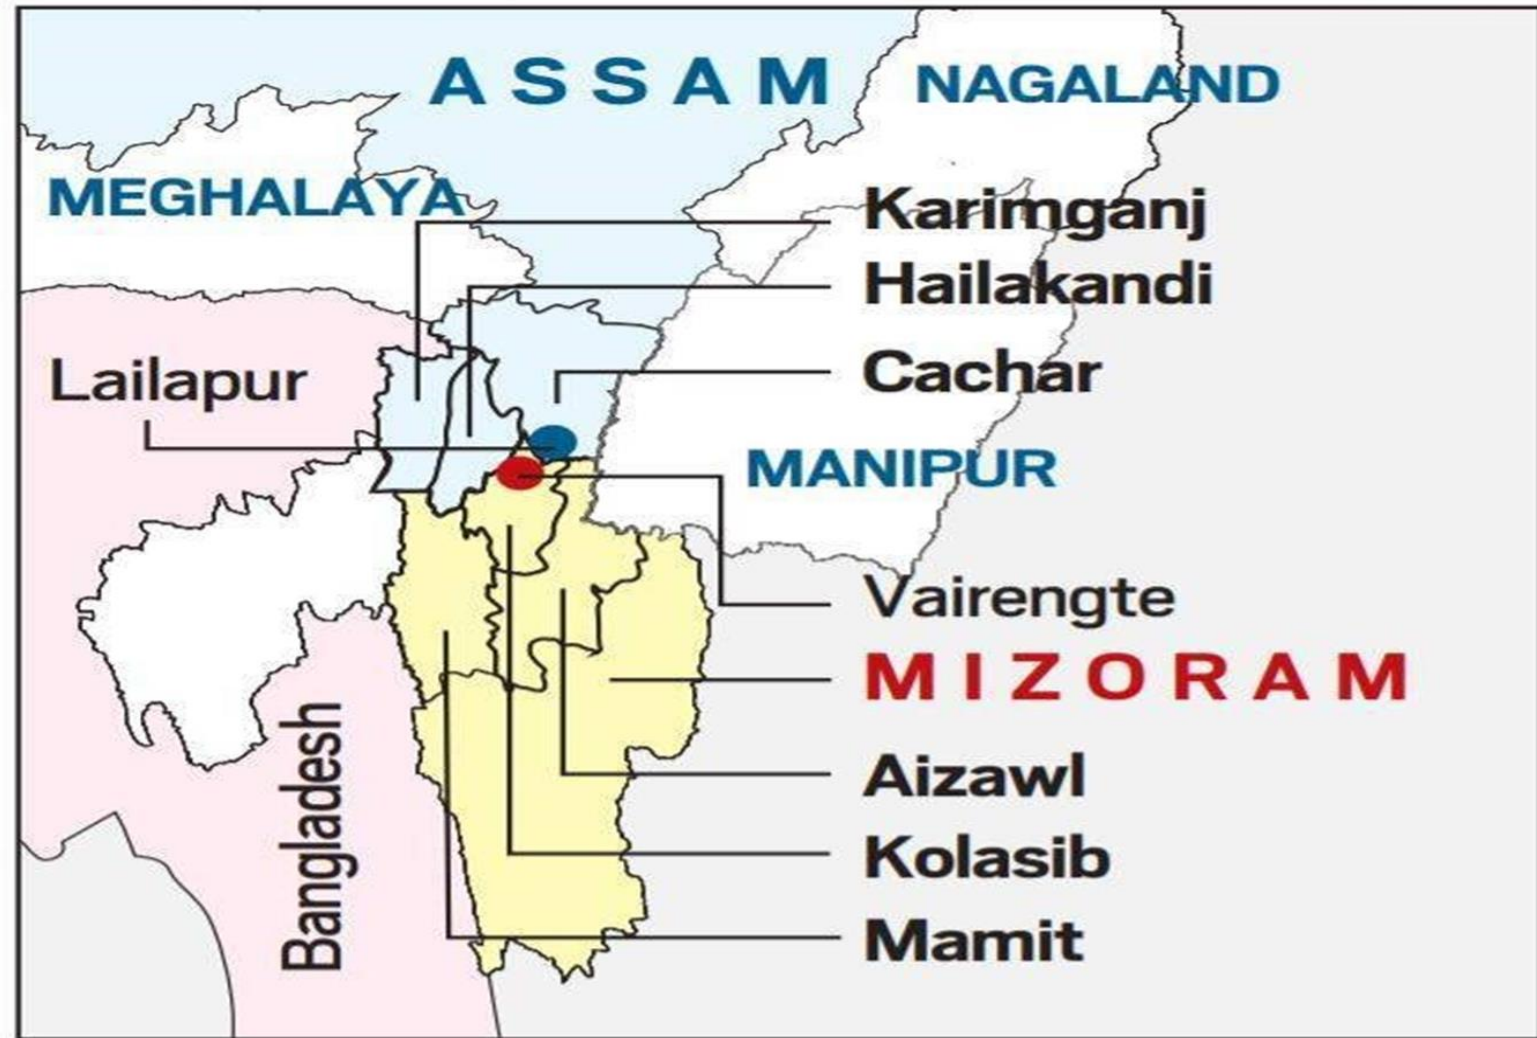 ASSAM
NAGALAND
MEGHALAYA
Karimganj
Hailakandi
Lailapur
Cachar
MANIPUR
Vairengte
MIZORAM
Aizawl
Kolasib
Mamit
Bangladesh